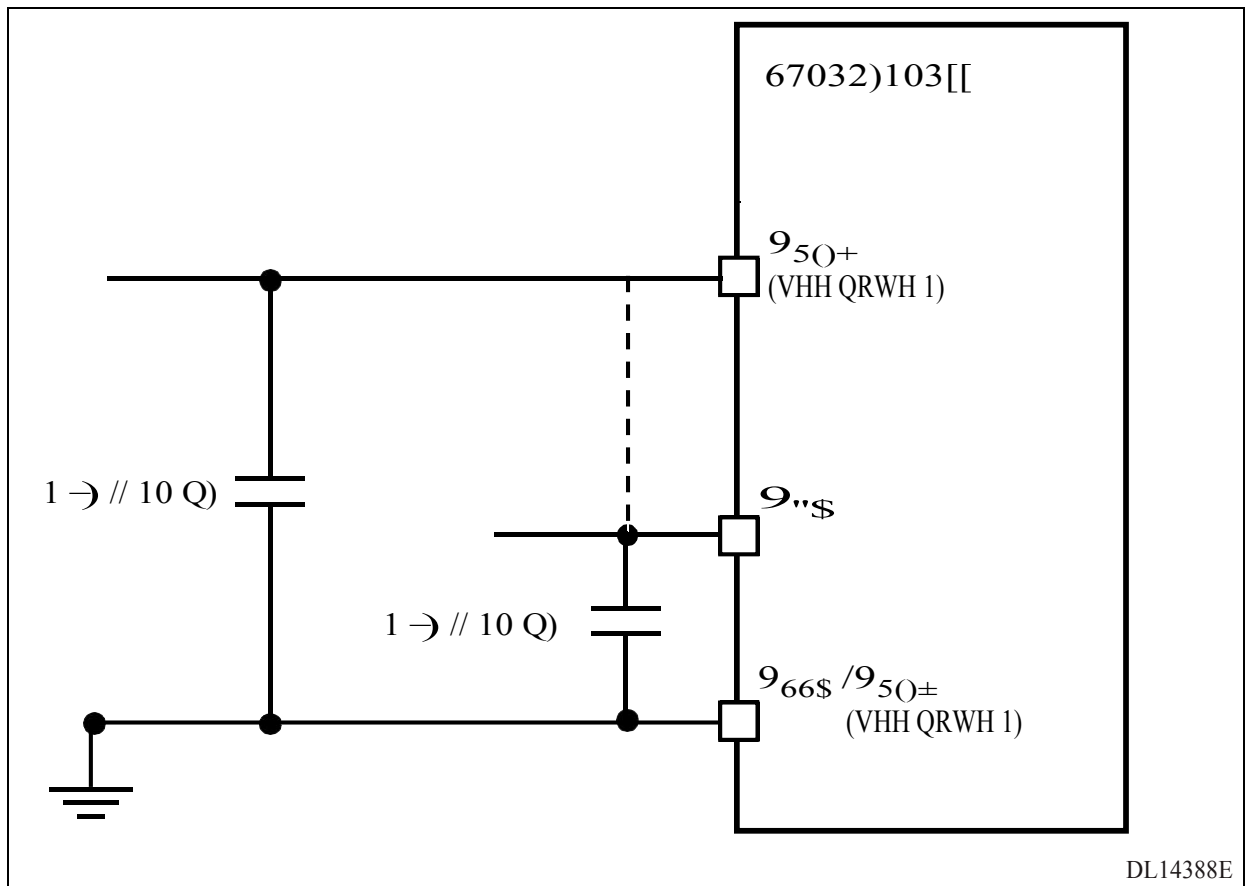 67032)103[[
95()+
(VHH QRWH 1)
1 —) // 10 Q)
9"$
1 —) // 10 Q)
966$ /95()±
(VHH QRWH 1)
DL14388E